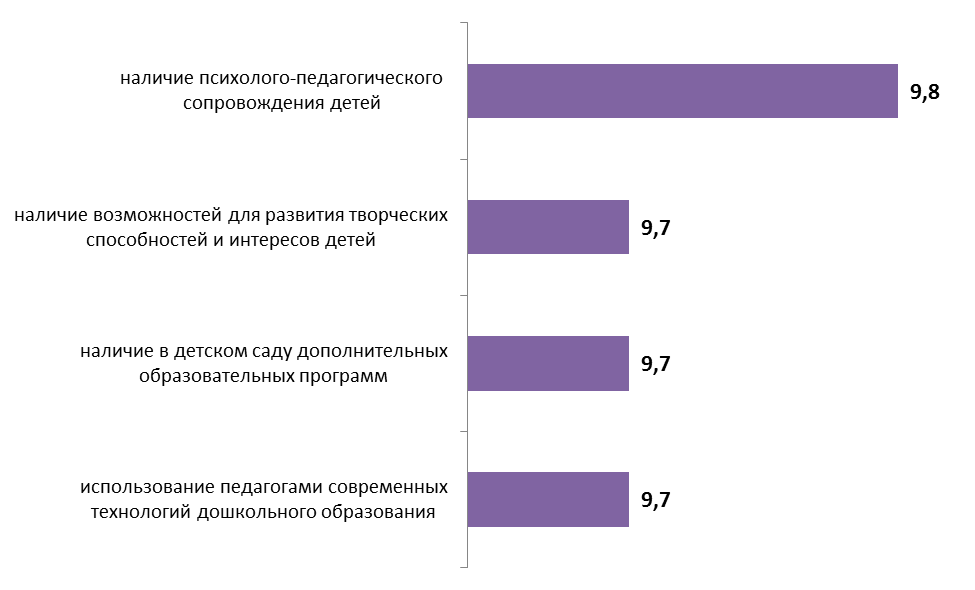 наличие психолого-педагогического
сопровождения детей
9,8
наличие возможностей для развития творческих
способностей и интересов детей
9,7
наличие в детском саду дополнительных
образовательных программ
9,7
использование педагогами современных
технологий дошкольного образования
9,7